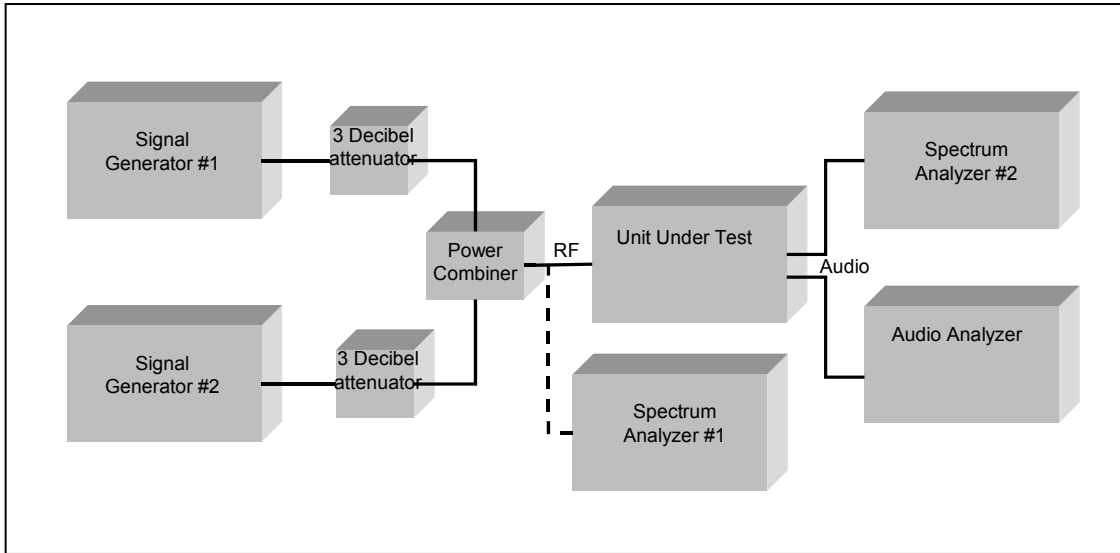 Signal
Generator #1
3 Decibel
attenuator
Power
Combiner
RF
Unit Under Test
Audio
Spectrum
Analyzer #2
Audio Analyzer
Signal
Generator #2
3 Decibel
attenuator
Spectrum
Analyzer #1